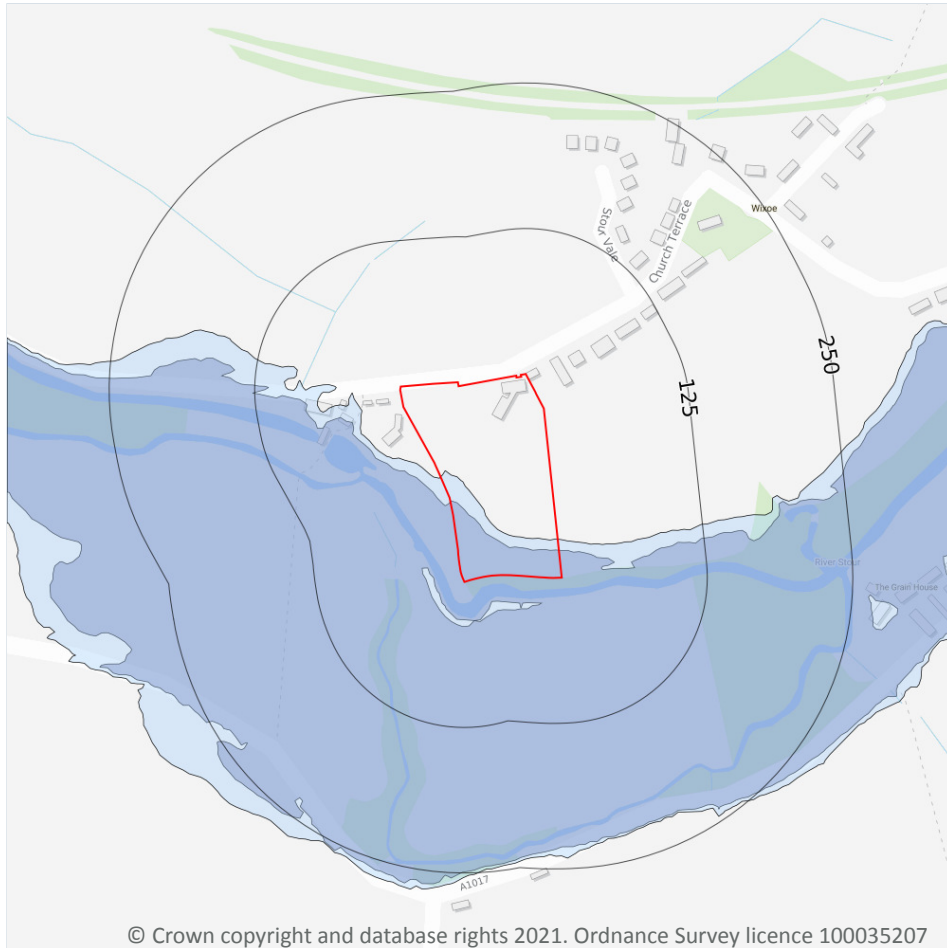 Wixoe
Stour Vale
Church Terrace
250
125
River Stour
The Grain House
A1017
© Crown copyright and database rights 2021. Ordnance Survey licence 100035207